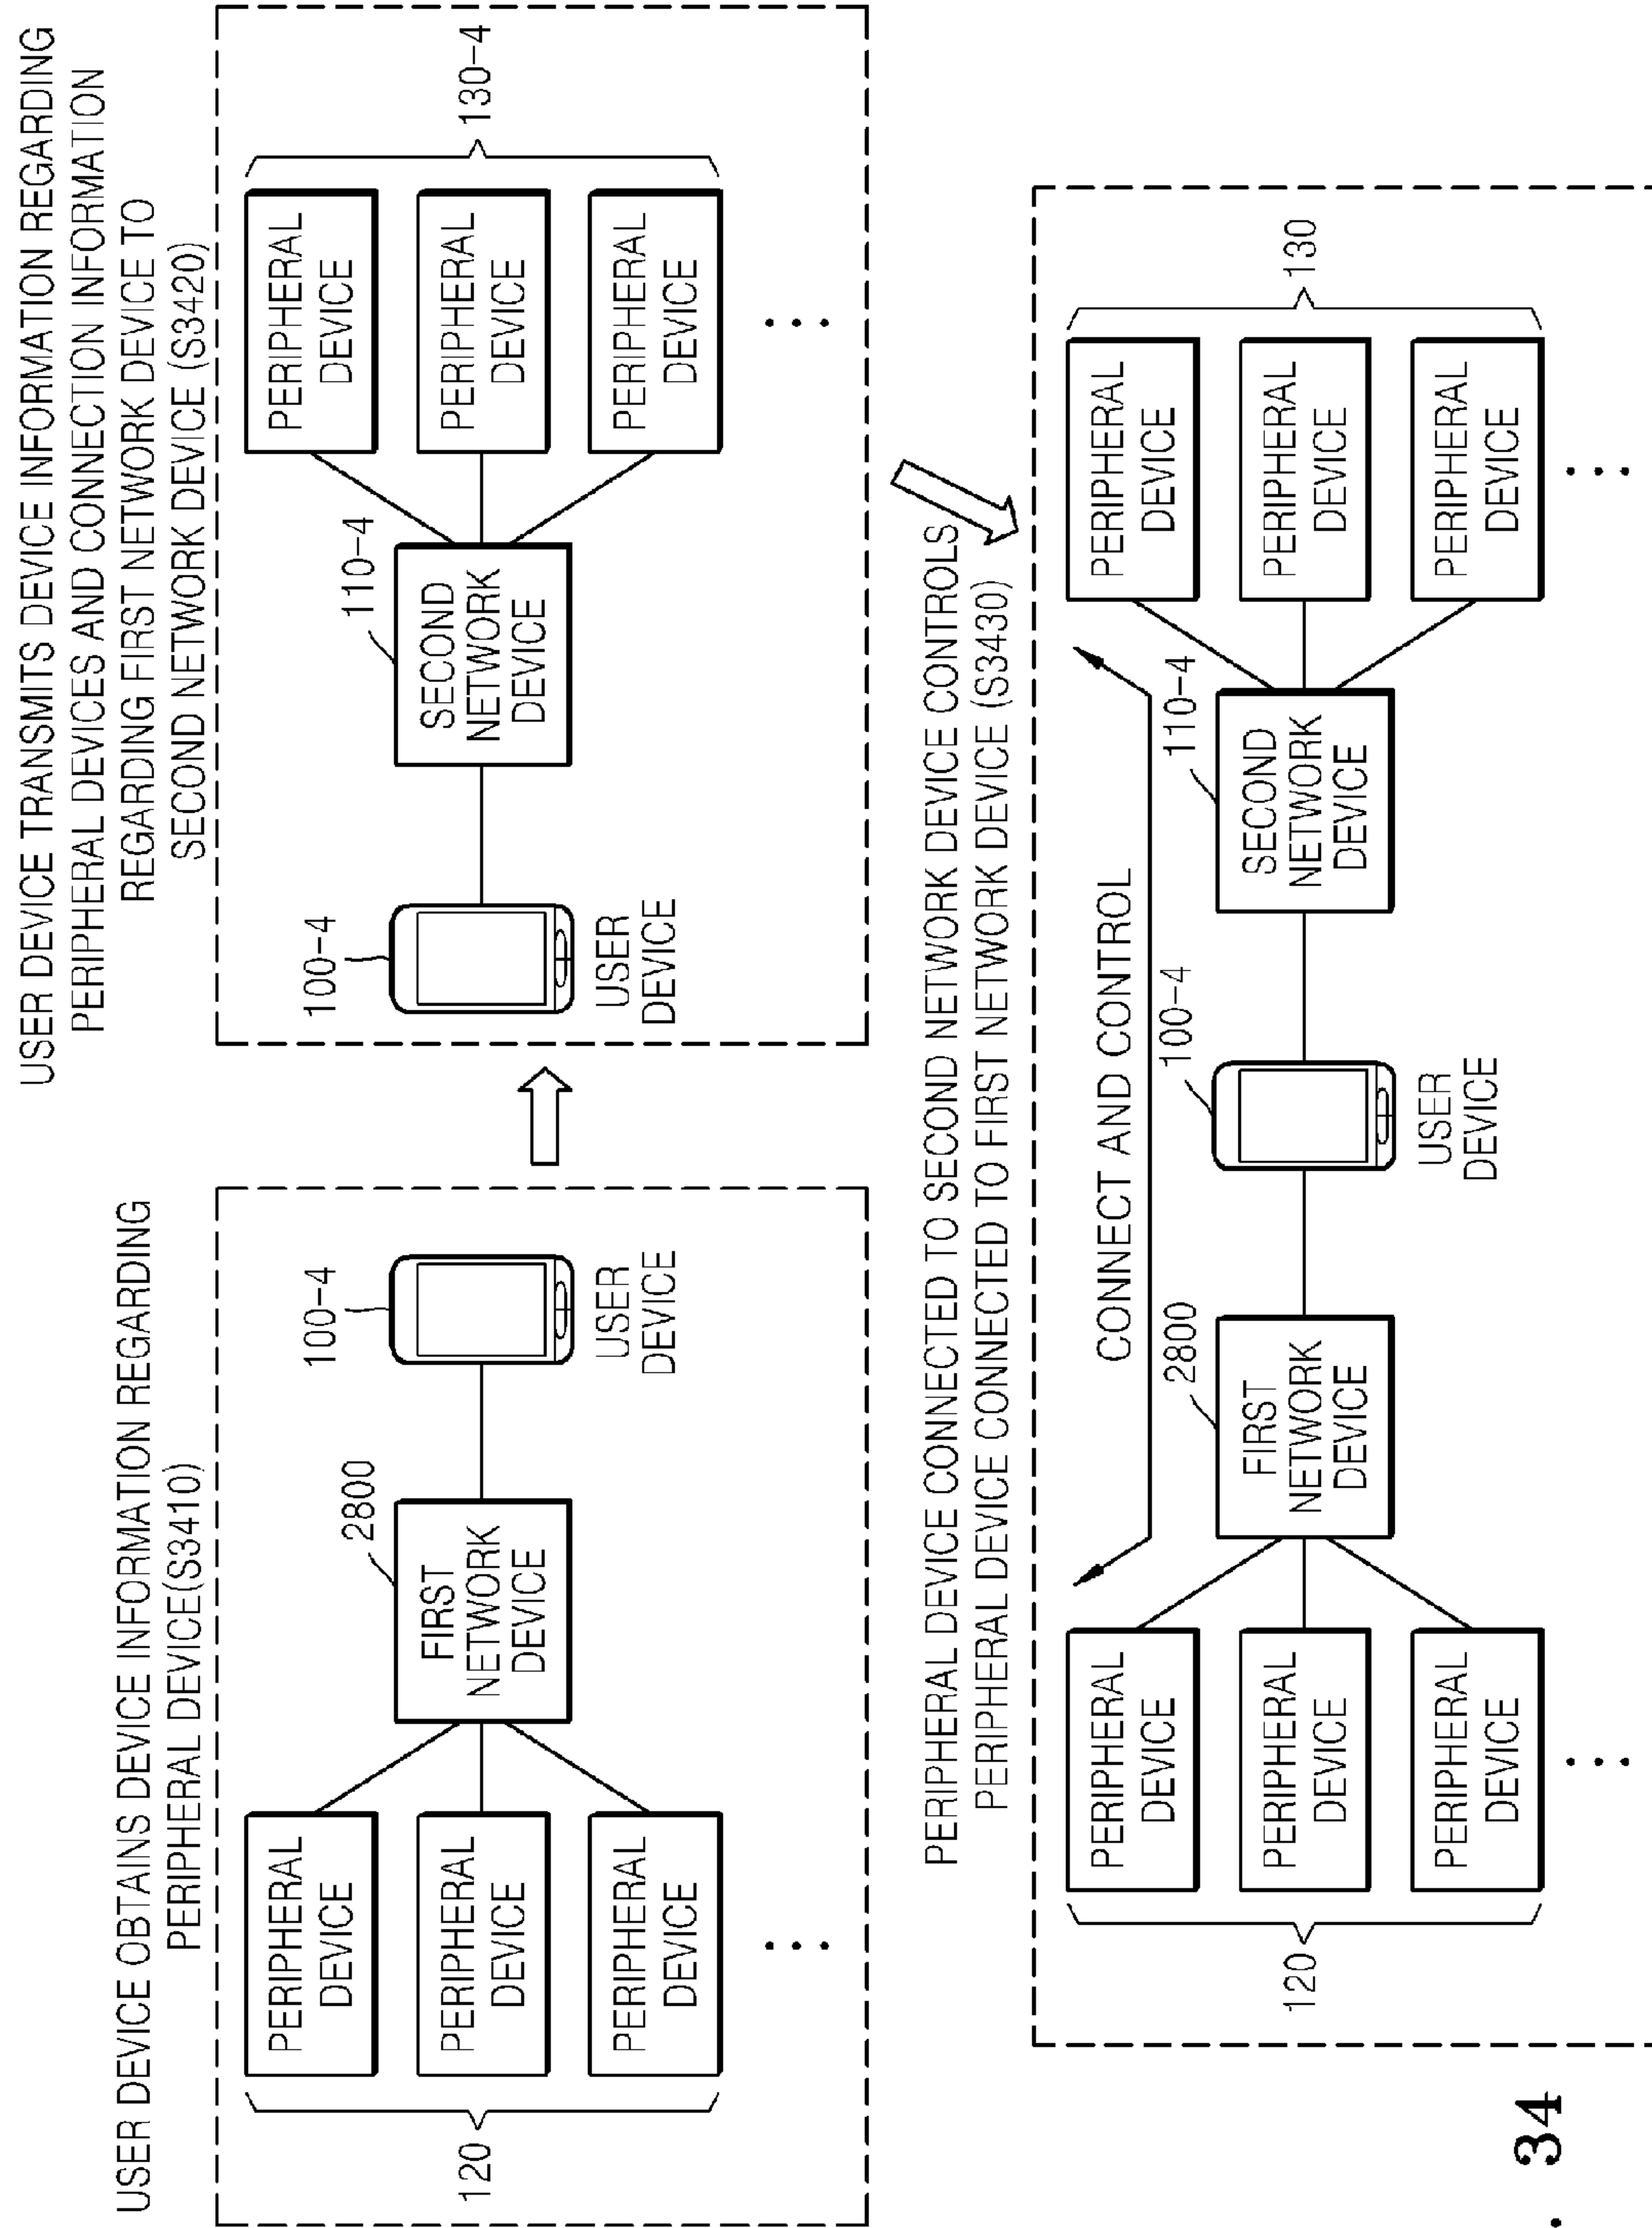 USER DEVICE OBTAINS DEVICE INFORMATION REGARDING
PERIPHERAL DEVICE(S3410)
120
PERIPHERAL
DEVICE
PERIPHERAL
DEVICE
PERIPHERAL
DEVICE
2800
FIRST
NETWORK
DEVICE
100-4
USER
DEVICE
USER DEVICE TRANSMITS DEVICE INFORMATION REGARDING
PERIPHERAL DEVICES AND CONNECTION INFORMATION
REGARDING FIRST NETWORK DEVICE TO
SECOND NETWORK DEVICE (S3420)
100-4
USER
DEVICE
110-4
SECOND
NETWORK
DEVICE
PERIPHERAL
DEVICE
PERIPHERAL
DEVICE
PERIPHERAL
DEVICE
130-4
PERIPHERAL DEVICE CONNECTED TO SECOND NETWORK DEVICE CONTROLS
PERIPHERAL DEVICE CONNECTED TO FIRST NETWORK DEVICE (S3430)
CONNECT AND CONTROL
120
PERIPHERAL
DEVICE
PERIPHERAL
DEVICE
PERIPHERAL
DEVICE
2800
FIRST
NETWORK
DEVICE
100-4
USER
DEVICE
110-4
SECOND
NETWORK
DEVICE
PERIPHERAL
DEVICE
PERIPHERAL
DEVICE
PERIPHERAL
DEVICE
130
. 34